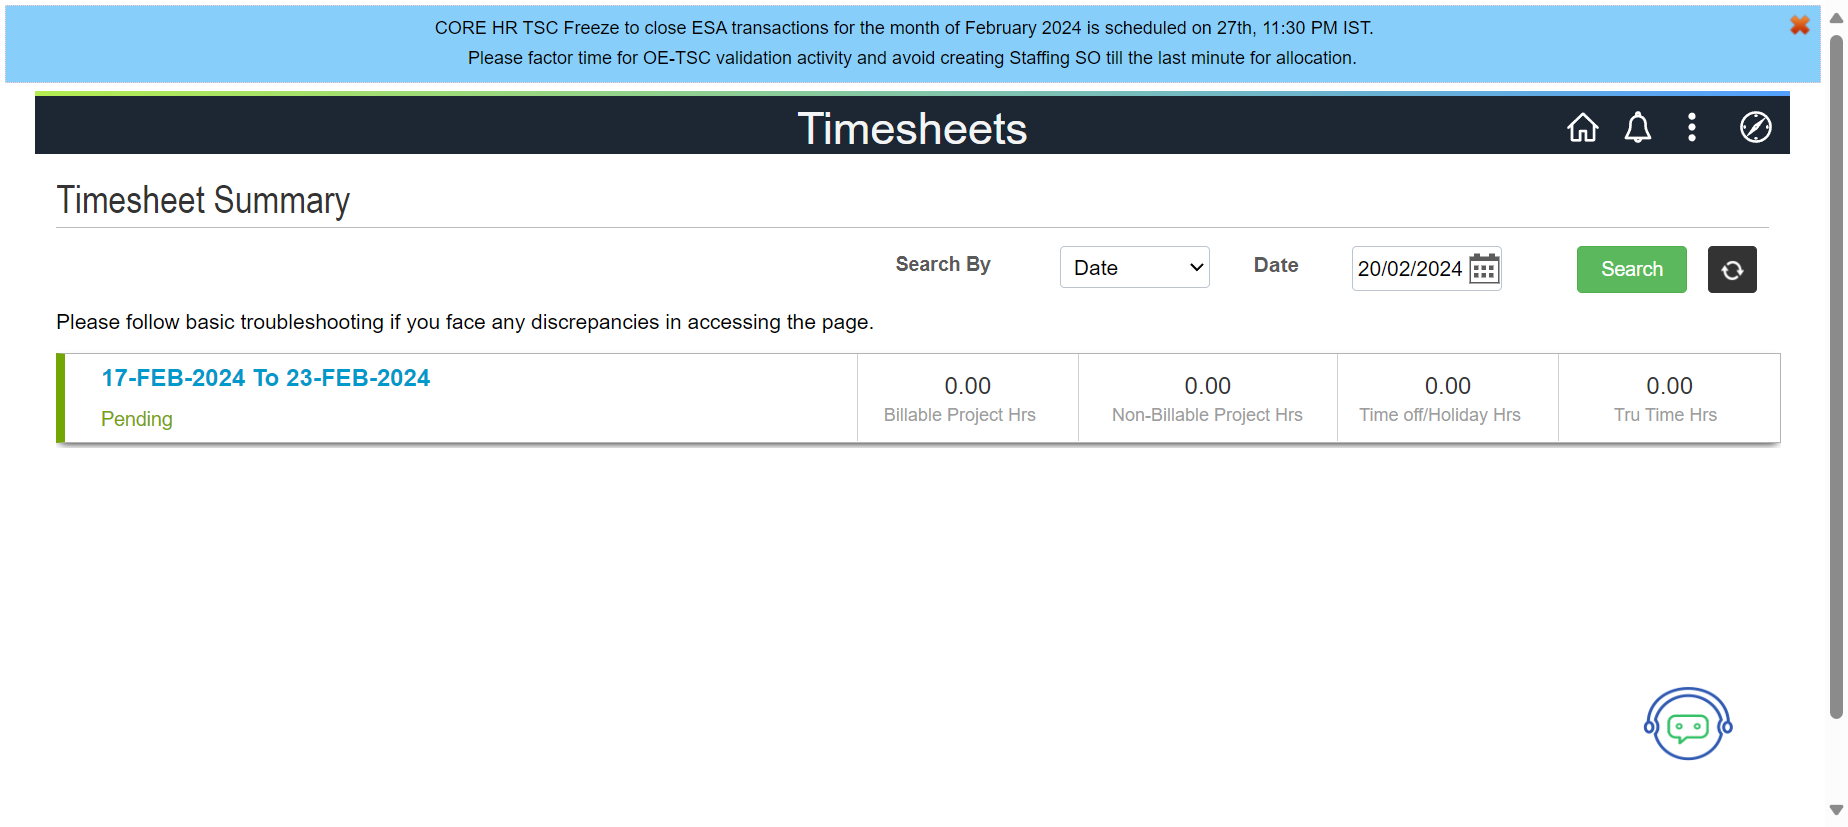 CORE HR TSC Freeze to close ESA transactions for the month of February 2024 is scheduled on 27th, 11:30 PM IST.
Please factor time for OE-TSC validation activity and avoid creating Staffing SO till the last minute for allocation.
Timesheets
Timesheet Summary
Search By Date Date 20/02/2024 Search
Please follow basic troubleshooting if you face any discrepancies in accessing the page.
17-FEB-2024 To 23-FEB-2024
Pending
0.00
Billable Project Hrs
0.00
Non-Billable Project Hrs
0.00
Time off/Holiday Hrs
0.00
Tru Time Hrs